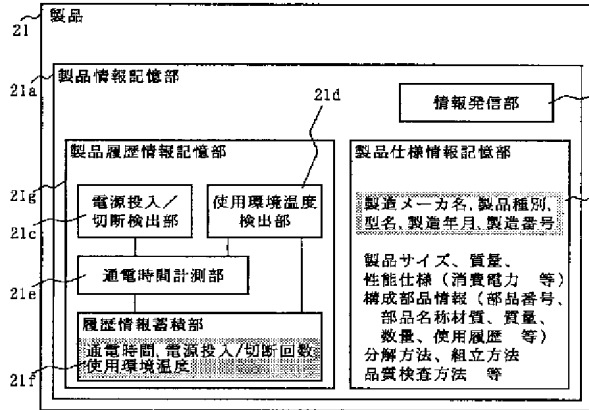 21
製品
21a
製品情報記憶部
21d
情報発信部
製品履歴情報記憶部
21g
電源投入／
切断検出部
21c
使用環境温度
検出部
通電時間計測部
21e
履歴情報蓄積部
通電時間、電源投入/切断回数
使用環境温度
21f
製品仕様情報記憶部
製造メーカ名、製品種別、
型名、製造年月、製造番号
製品サイズ、質量、
性能仕様（消費電力　等）
構成部品情報（部品番号、
部品名称材質、質量、
数量、使用履歴　等）
分解方法、組立方法
品質検査方法　等